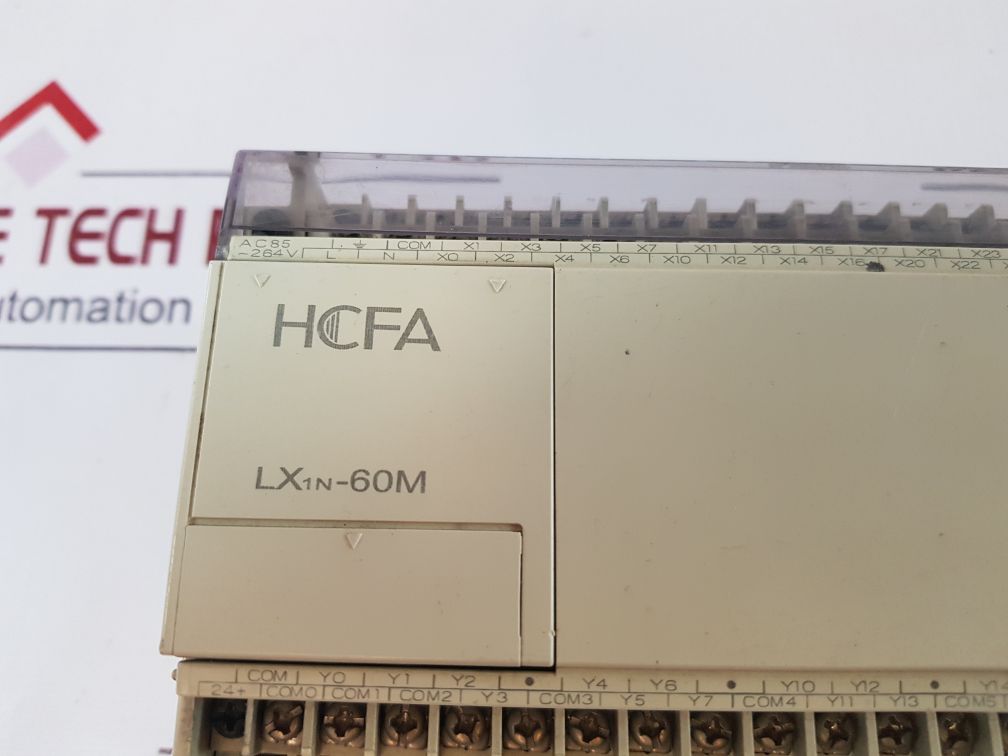 E TECH
utomation
AC85 COM X1 X3 X5 X7 X11 X13 X15 X17 X21 X23
~264V L N X0 X2 X4 X6 X10 X12 X14 X16 X20 X22
HCFA
LX1N-60M
COM Y0 Y1 Y2 • Y4 Y6 • Y10 Y12 •
24+ COM0 COM1 COM2 Y3 COM3 Y5 Y7 COM4 Y11 Y13 COM5